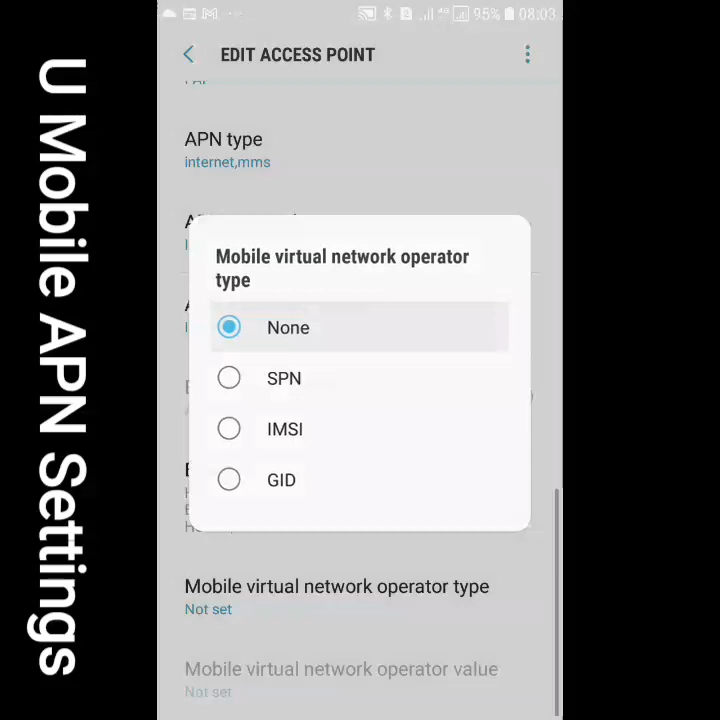 U Mobile APN Settings
95% 08:03
EDIT ACCESS POINT
APN type
internet,mms
Mobile virtual network operator
type
None
SPN
IMSI
GID
Mobile virtual network operator type
Not set
Mobile virtual network operator value
Not set